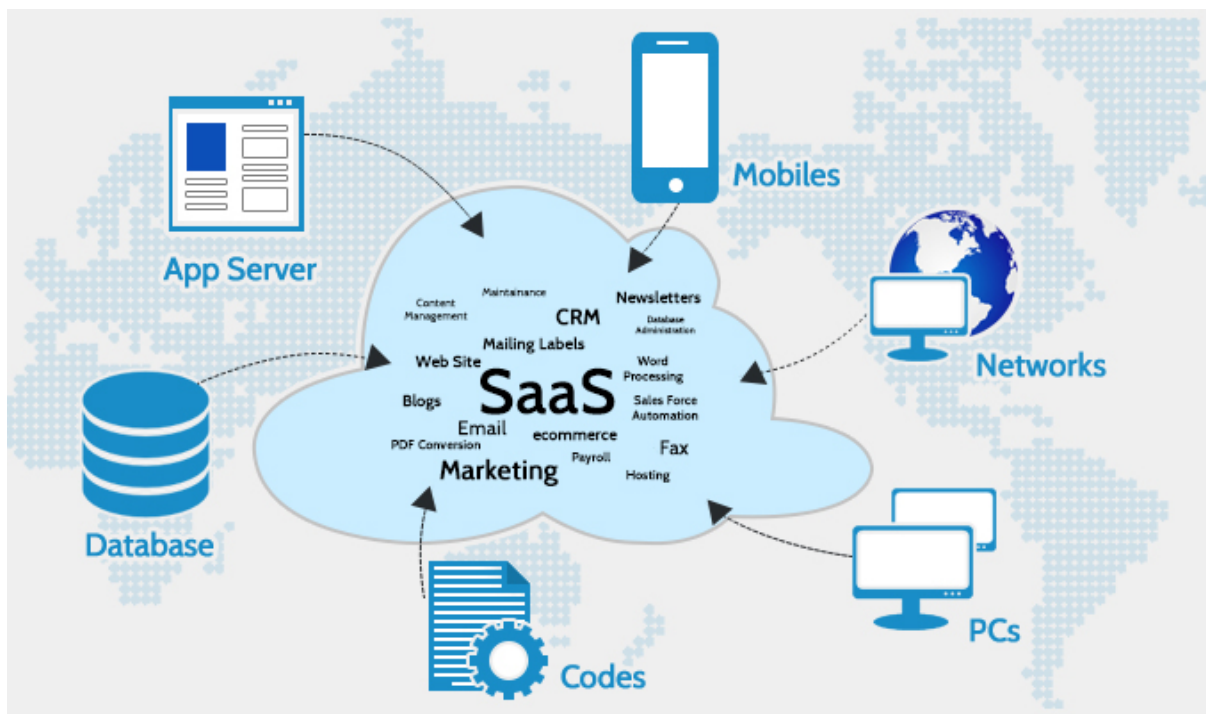 Mobiles
App Server
Networks
Database
PCs
Codes
Content
Management
Maintainance
CRM
Newsletters
Database
Administration
Mailing Labels
Web Site
Word
Processing
SaaS
Blogs
Sales Force
Automation
Email
ecommerce
PDF Conversion
Fax
Payroll
Marketing
Hosting